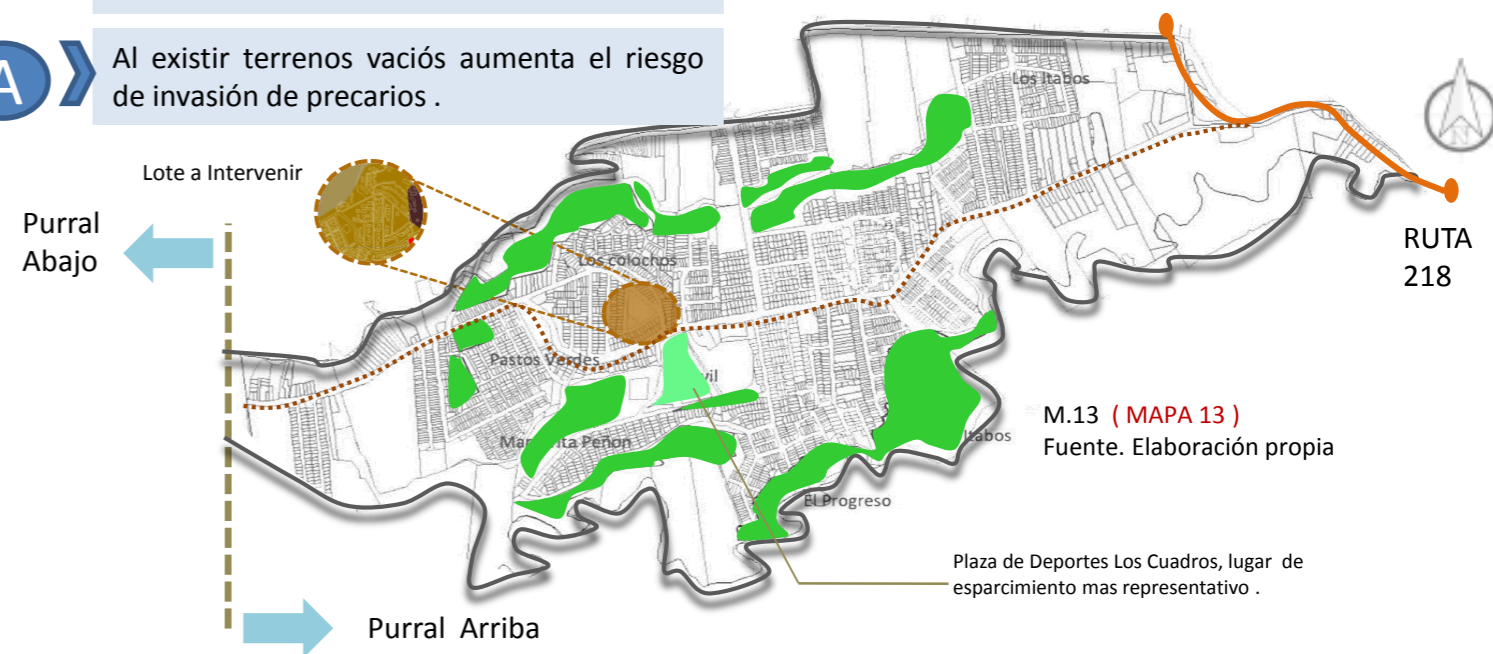 A
Al existir terrenos vaciós aumenta el riesgo
de invasión de precarios .
Los Itabos
Lote a Intervenir
Purral
Abajo
RUTA
218
Los colochos
Pastos Verdes
vil
M.13 ( MAPA 13 )
Fuente. Elaboración propia
Itabos
Peñon
El Progreso
Plaza de Deportes Los Cuadros, lugar de
esparcimiento mas representativo .
Purral Arriba
N